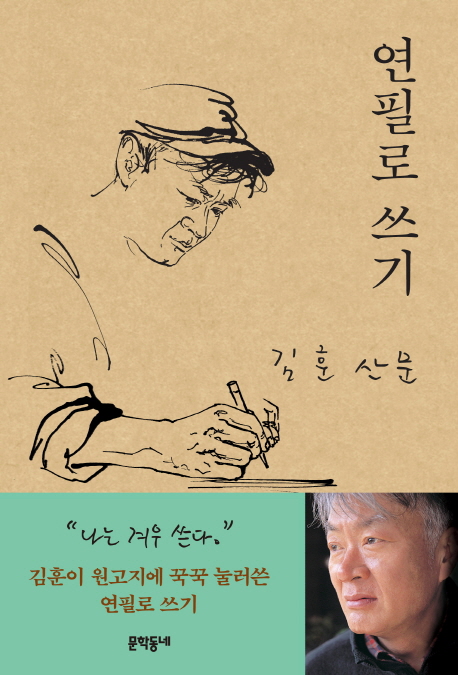 연필로 쓰기
김훈 산문
“나는 겨우 쓴다.”
김훈이 원고지에 꾹꾹 눌러쓴
연필로 쓰기
문학동네